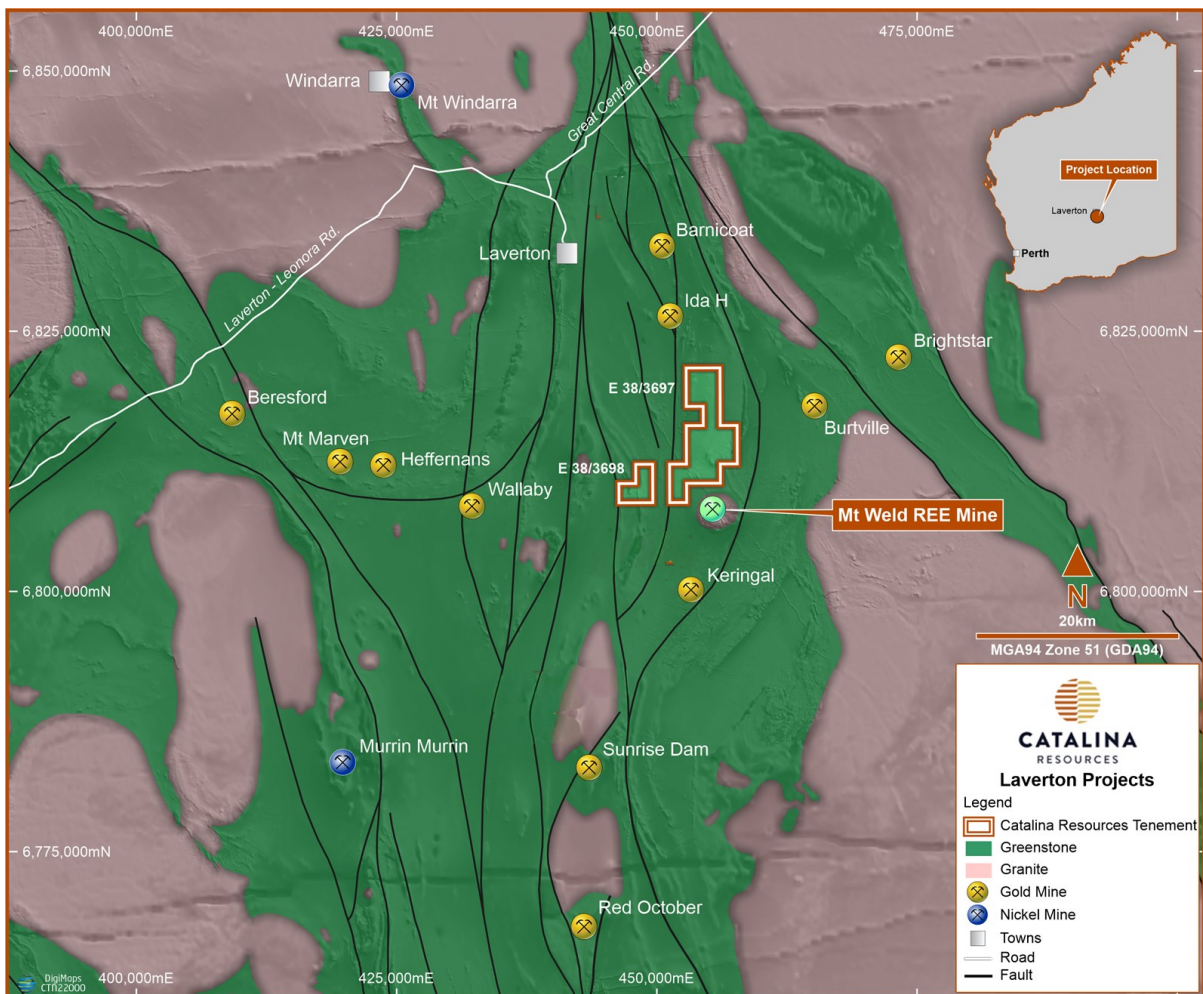 400,000mE
425,000mE
450,000mE
475,000mE
6,850,000mN
Windarra
Mt Windarra
Great Central Rd.
Project Location
Laverton
Perth
Laverton
Barnicoat
Laverton - Leonora Rd.
Ida H
6,825,000mN
6,825,000mN
Brightstar
Beresford
E 38/3697
Burtville
Mt Marven
Heffernans
E 38/3698
Wallaby
Mt Weld REE Mine
Keringal
6,800,000mN
6,800,000mN
N
20km
MGA94 Zone 51 (GDA94)
Murrin Murrin
Sunrise Dam
CATALINA
RESOURCES
Laverton Projects
Legend
Catalina Resources Tenement
Greenstone
Granite
Gold Mine
Nickel Mine
Towns
Road
Fault
6,775,000mN
Red October
DigiMaps
CTR22000
400,000mE
425,000mE
450,000mE